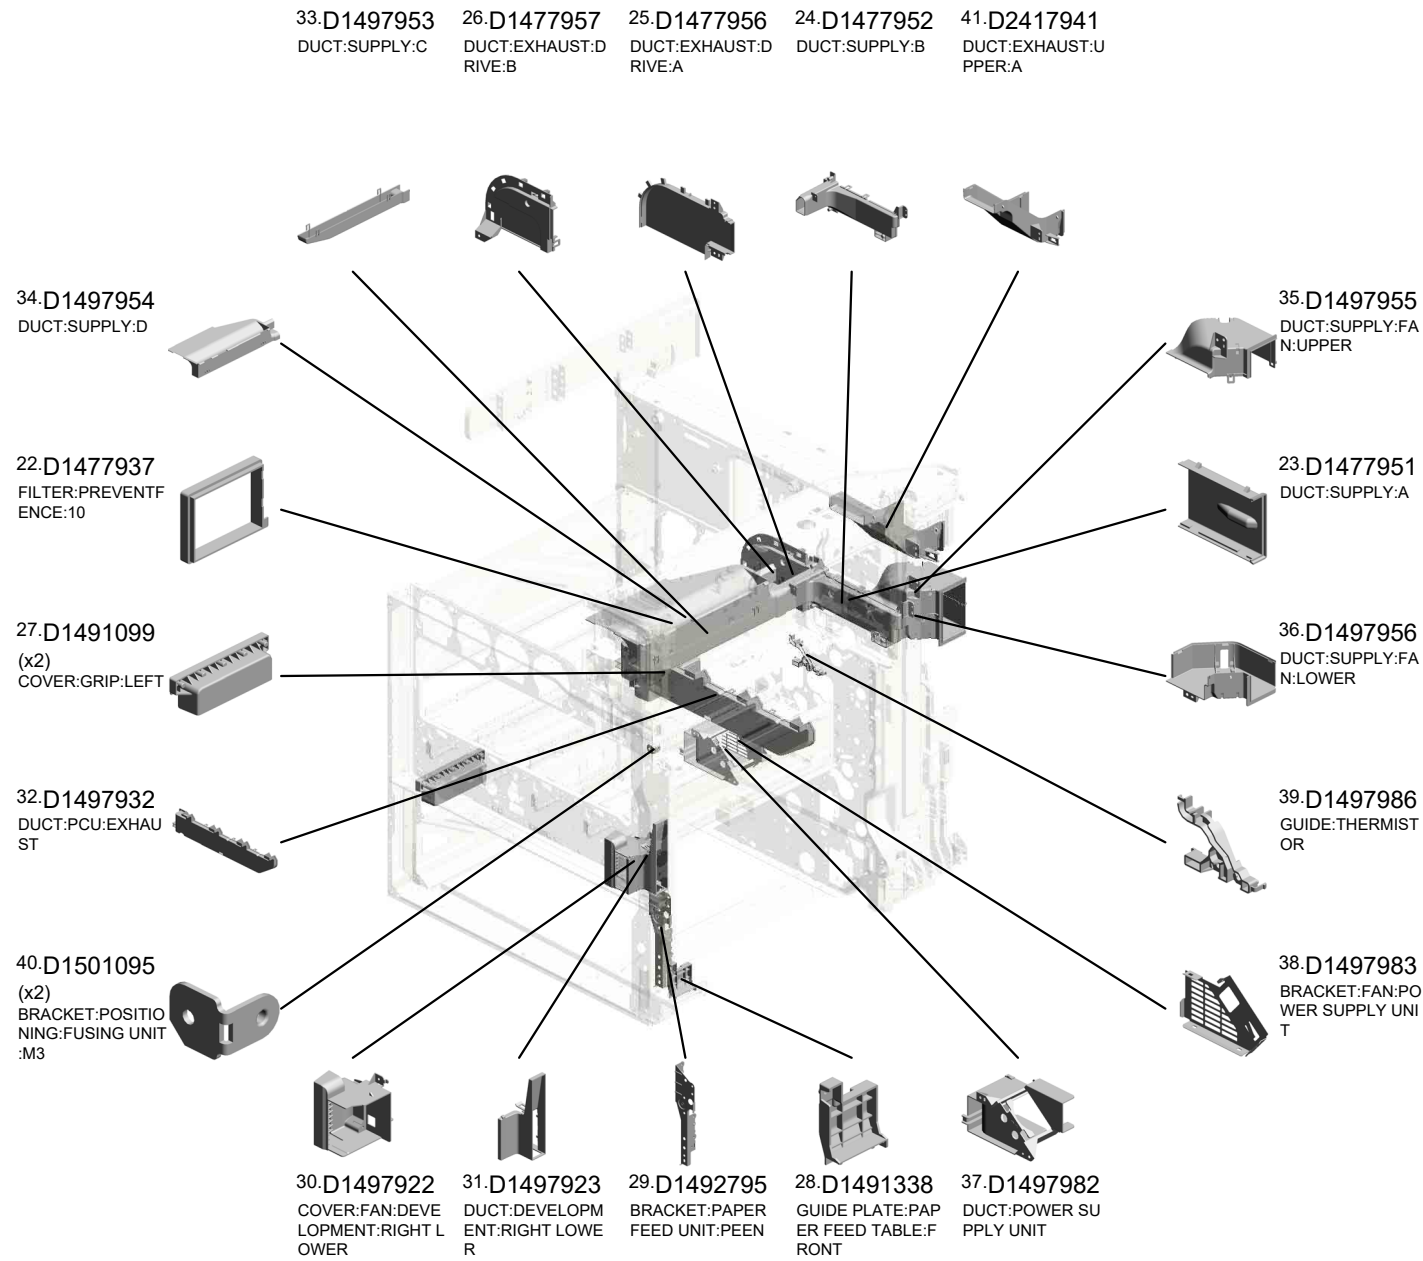 33.D1497953
DUCT:SUPPLY:C
26.D1477957
DUCT:EXHAUST:D
RIVE:B
25.D1477956
DUCT:EXHAUST:D
RIVE:A
24.D1477952
DUCT:SUPPLY:B
41.D2417941
DUCT:EXHAUST:U
PPER:A
34.D1497954
DUCT:SUPPLY:D
35.D1497955
DUCT:SUPPLY:FA
N:UPPER
22.D1477937
FILTER:PREVENTF
ENCE:10
23.D1477951
DUCT:SUPPLY:A
27.D1491099
(x2)
COVER:GRIP:LEFT
36.D1497956
DUCT:SUPPLY:FA
N:LOWER
32.D1497932
DUCT:PCU:EXHAU
ST
39.D1497986
GUIDE:THERMIST
OR
40.D1501095
(x2)
BRACKET:POSITIO
NING:FUSING UNIT
:M3
38.D1497983
BRACKET:FAN:PO
WER SUPPLY UNI
T
30.D1497922
COVER:FAN:DEVE
LOPMENT:RIGHT L
OWER
31.D1497923
DUCT:DEVELOPM
ENT:RIGHT LOWE
R
29.D1492795
BRACKET:PAPER
FEED UNIT:PEEN
28.D1491338
GUIDE PLATE:PAP
ER FEED TABLE:F
RONT
37.D1497982
DUCT:POWER SU
PPLY UNIT